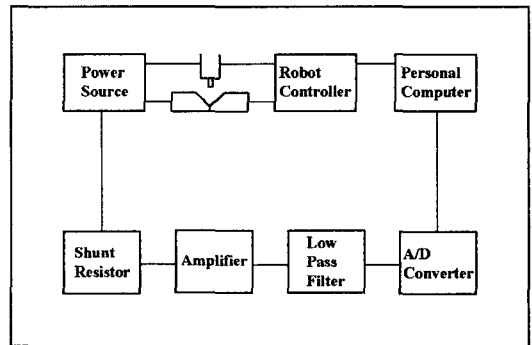 Power
Source
Robot
Controller
Personal
Computer
Shunt
Resistor
Amplifier
Low
Pass
Filter
A/D
Converter